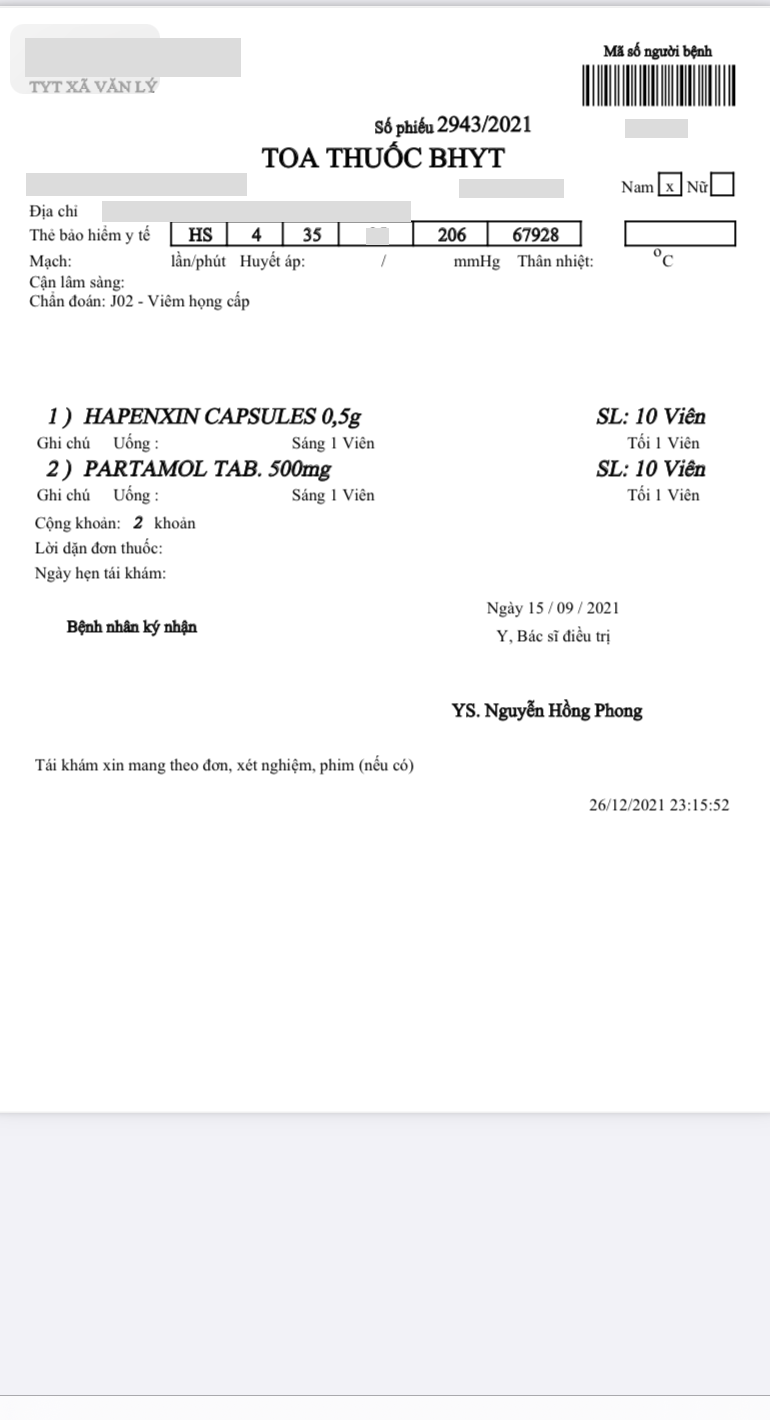 Mã số người bệnh
TYT XÃ VĂN LÝ
Số phiếu 2943/2021
TOA THUỐC BHYT
Nam x Nữ
Địa chỉ
Thẻ bảo hiểm y tế HS 4 35 206 67928
Mạch: lần/phút Huyết áp: / mmHg Thân nhiệt: °C
Cận lâm sàng:
Chẩn đoán: J02 - Viêm họng cấp
1 ) HAPENXIN CAPSULES 0,5g SL: 10 Viên
Ghi chú Uống : Sáng 1 Viên Tối 1 Viên
2 ) PARTAMOL TAB. 500mg SL: 10 Viên
Ghi chú Uống : Sáng 1 Viên Tối 1 Viên
Cộng khoản: 2 khoản
Lời dặn đơn thuốc:
Ngày hẹn tái khám:
Ngày 15 / 09 / 2021
Bệnh nhân ký nhận
Y, Bác sĩ điều trị
YS. Nguyễn Hồng Phong
Tái khám xin mang theo đơn, xét nghiệm, phim (nếu có)
26/12/2021 23:15:52